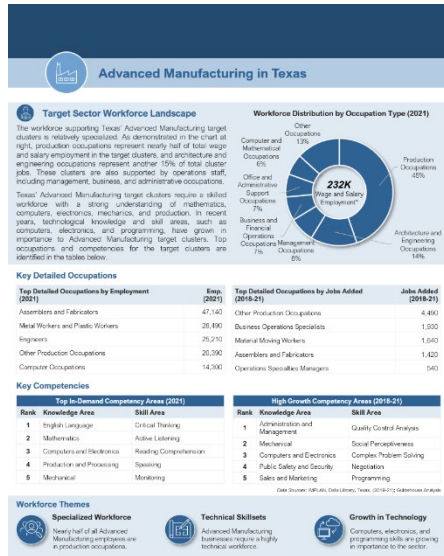 Advanced Manufacturing in Texas
Target Sector Workforce Landscape
The workforce supporting Texas' Advanced Manufacturing target
clusters is relatively specialized. As demonstrated in the chart at
right, production occupations represent nearly half of total wage
and salary employment in the target clusters, and architecture and
engineering occupations represent another 15% of total cluster
jobs. These clusters are also supported by operations staff,
including management, business, and administrative occupations.
Texas' Advanced Manufacturing target clusters require a skilled
workforce with a strong understanding of mathematics,
computers, electronics, mechanics, and production. In recent
years, technological knowledge and skill areas, such as
computers, electronics, and programming, have grown in
importance to Advanced Manufacturing target clusters. Top
occupations and competencies for the target clusters are
identified in the tables below.
Workforce Distribution by Occupation Type (2021)
Other
Occupations
13%
Computer and
Mathematical
Occupations
6%
Office and
Administrative
Support
Occupations
7%
Business and
Financial
Operations
Occupations
7%
Management
Occupations
8%
Architecture and
Engineering
Occupations
14%
Production
Occupations
45%
232K
Wage and Salary
Employment*
Key Detailed Occupations
Top Detailed Occupations by Employment (2021) Emp. (2021)
Assemblers and Fabricators 47,140
Metal Workers and Plastic Workers 28,490
Engineers 25,210
Other Production Occupations 20,390
Computer Occupations 14,300
Top Detailed Occupations by Jobs Added (2018-21) Jobs Added (2018-21)
Other Production Occupations 4,490
Business Operations Specialists 1,930
Material Moving Workers 1,640
Assemblers and Fabricators 1,420
Operations Specialties Managers 540
Key Competencies
Top In-Demand Competency Areas (2021)
Rank Knowledge Area Skill Area
1 English Language Critical Thinking
2 Mathematics Active Listening
3 Computers and Electronics Reading Comprehension
4 Production and Processing Speaking
5 Mechanical Monitoring
High Growth Competency Areas (2018-21)
Rank Knowledge Area Skill Area
1 Administration and Management Quality Control Analysis
2 Mechanical Social Perceptiveness
3 Computers and Electronics Complex Problem Solving
4 Public Safety and Security Negotiation
5 Sales and Marketing Programming
Data Sources: IMPLAN, Data Library, Texas, (2018-21); Analysis
Workforce Themes
Specialized Workforce
Nearly half of all Advanced
Manufacturing employees are
in production occupations.
Technical Skillsets
Advanced Manufacturing
businesses require a highly
technical workforce.
Growth in Technology
Computers, electronics, and
programming skills are growing
in importance to the sector.